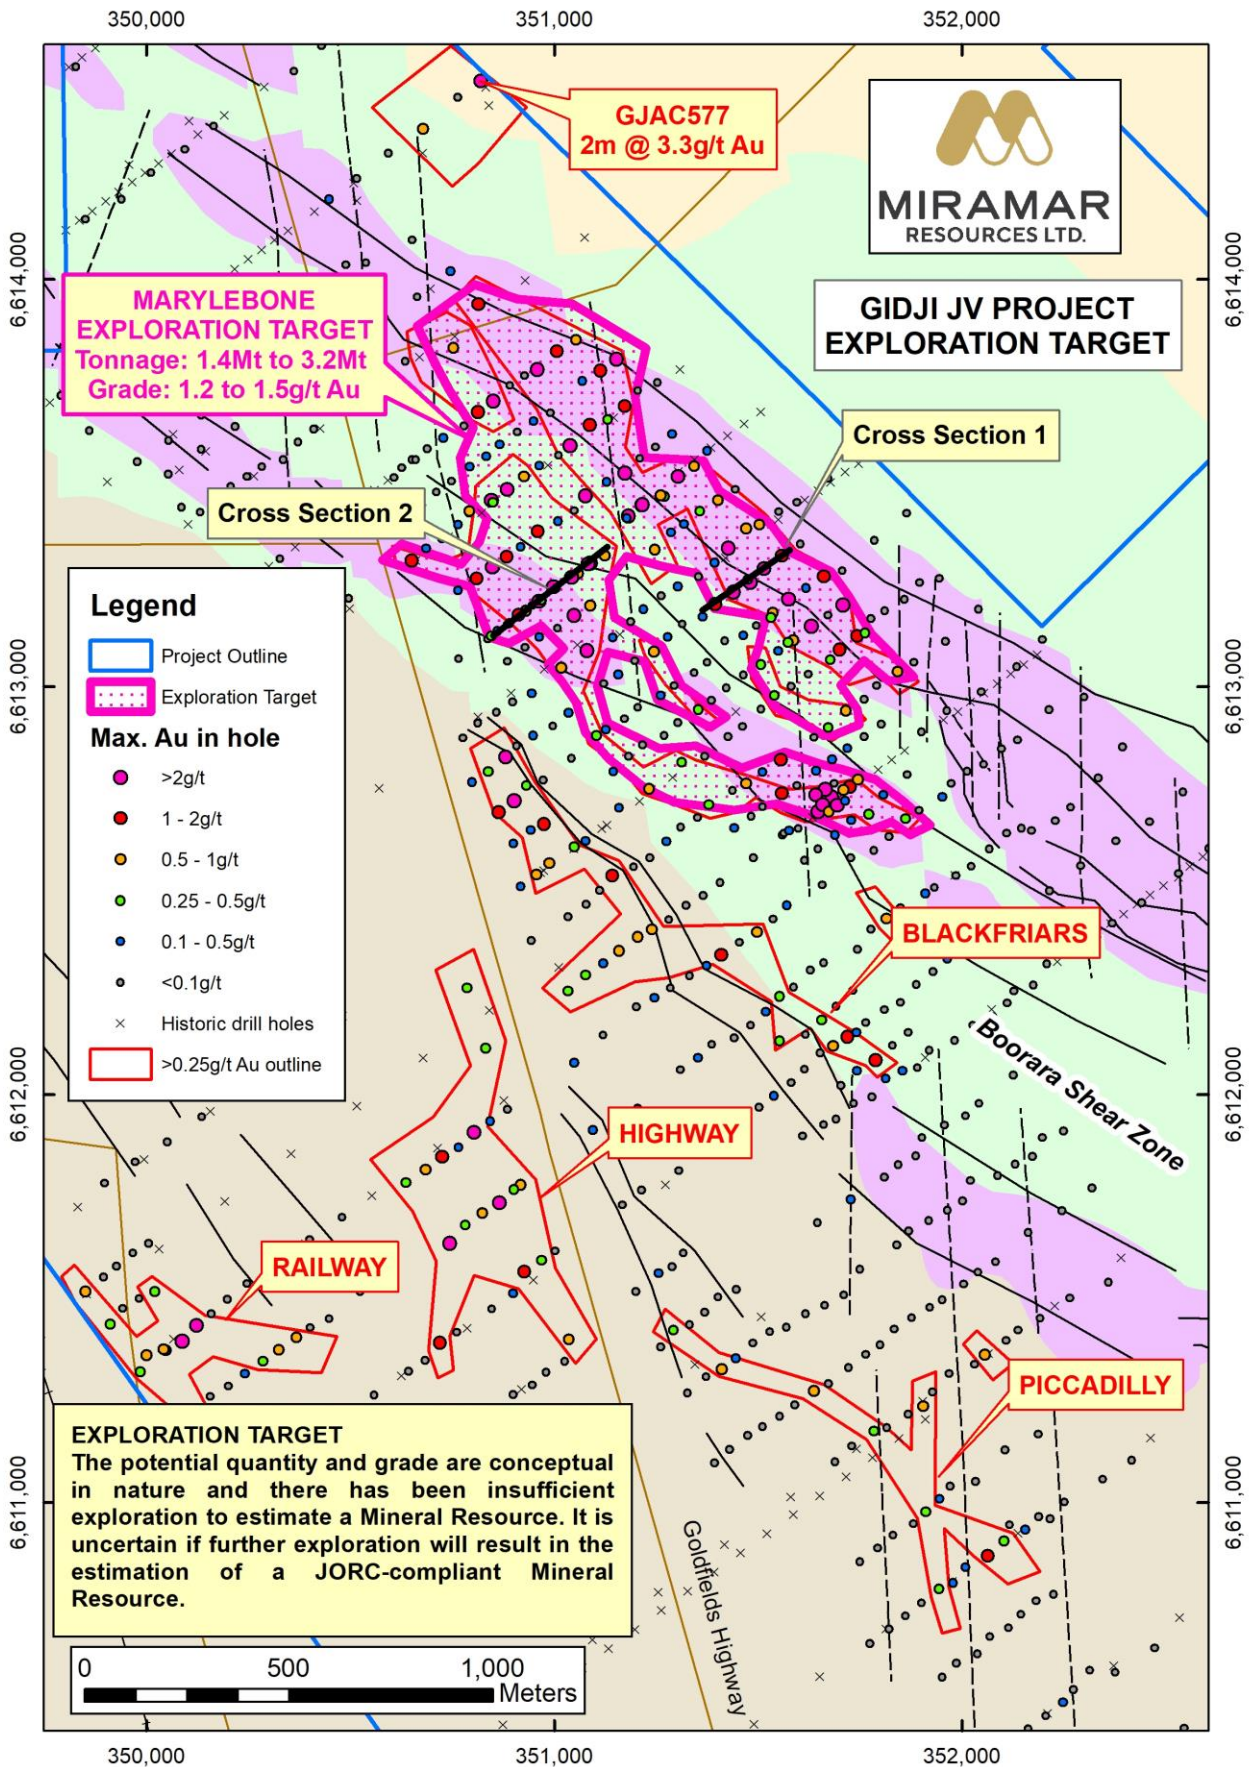 350,000
351,000
352,000
GJAC577
2m @ 3.3g/t Au
MIRAMAR
RESOURCES LTD.
6,614,000
6,614,000
MARYLEBONE
EXPLORATION TARGET
Tonnage: 1.4Mt to 3.2Mt
Grade: 1.2 to 1.5g/t Au
GIDJI JV PROJECT
EXPLORATION TARGET
Cross Section 1
Cross Section 2
Legend
Project Outline
Exploration Target
Max. Au in hole
>2g/t
1 - 2g/t
0.5 - 1g/t
0.25 - 0.5g/t
0.1 - 0.5g/t
<0.1g/t
Historic drill holes
>0.25g/t Au outline
6,613,000
6,613,000
BLACKFRIARS
Boorara Shear Zone
6,612,000
6,612,000
HIGHWAY
RAILWAY
PICCADILLY
EXPLORATION TARGET
The potential quantity and grade are conceptual
in nature and there has been insufficient
exploration to estimate a Mineral Resource. It is
uncertain if further exploration will result in the
estimation of a JORC-compliant Mineral
Resource.
6,611,000
6,611,000
Goldfields Highway
0
500
1,000
Meters
350,000
351,000
352,000